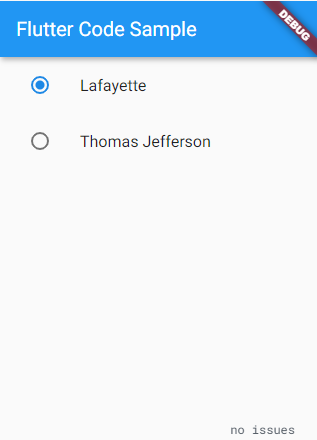 Flutter Code Sample
DEBUG
Lafayette
Thomas Jefferson
no issues